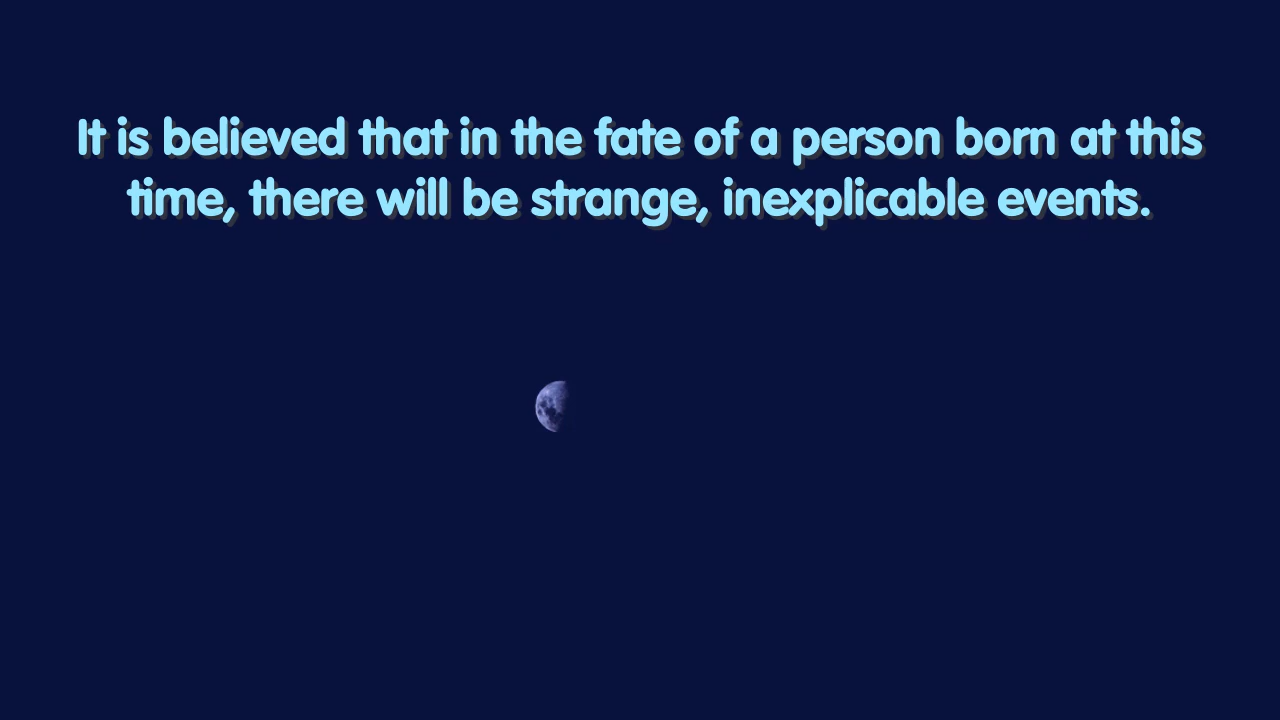 It is believed that in the fate of a person born at this
time, there will be strange, inexplicable events.